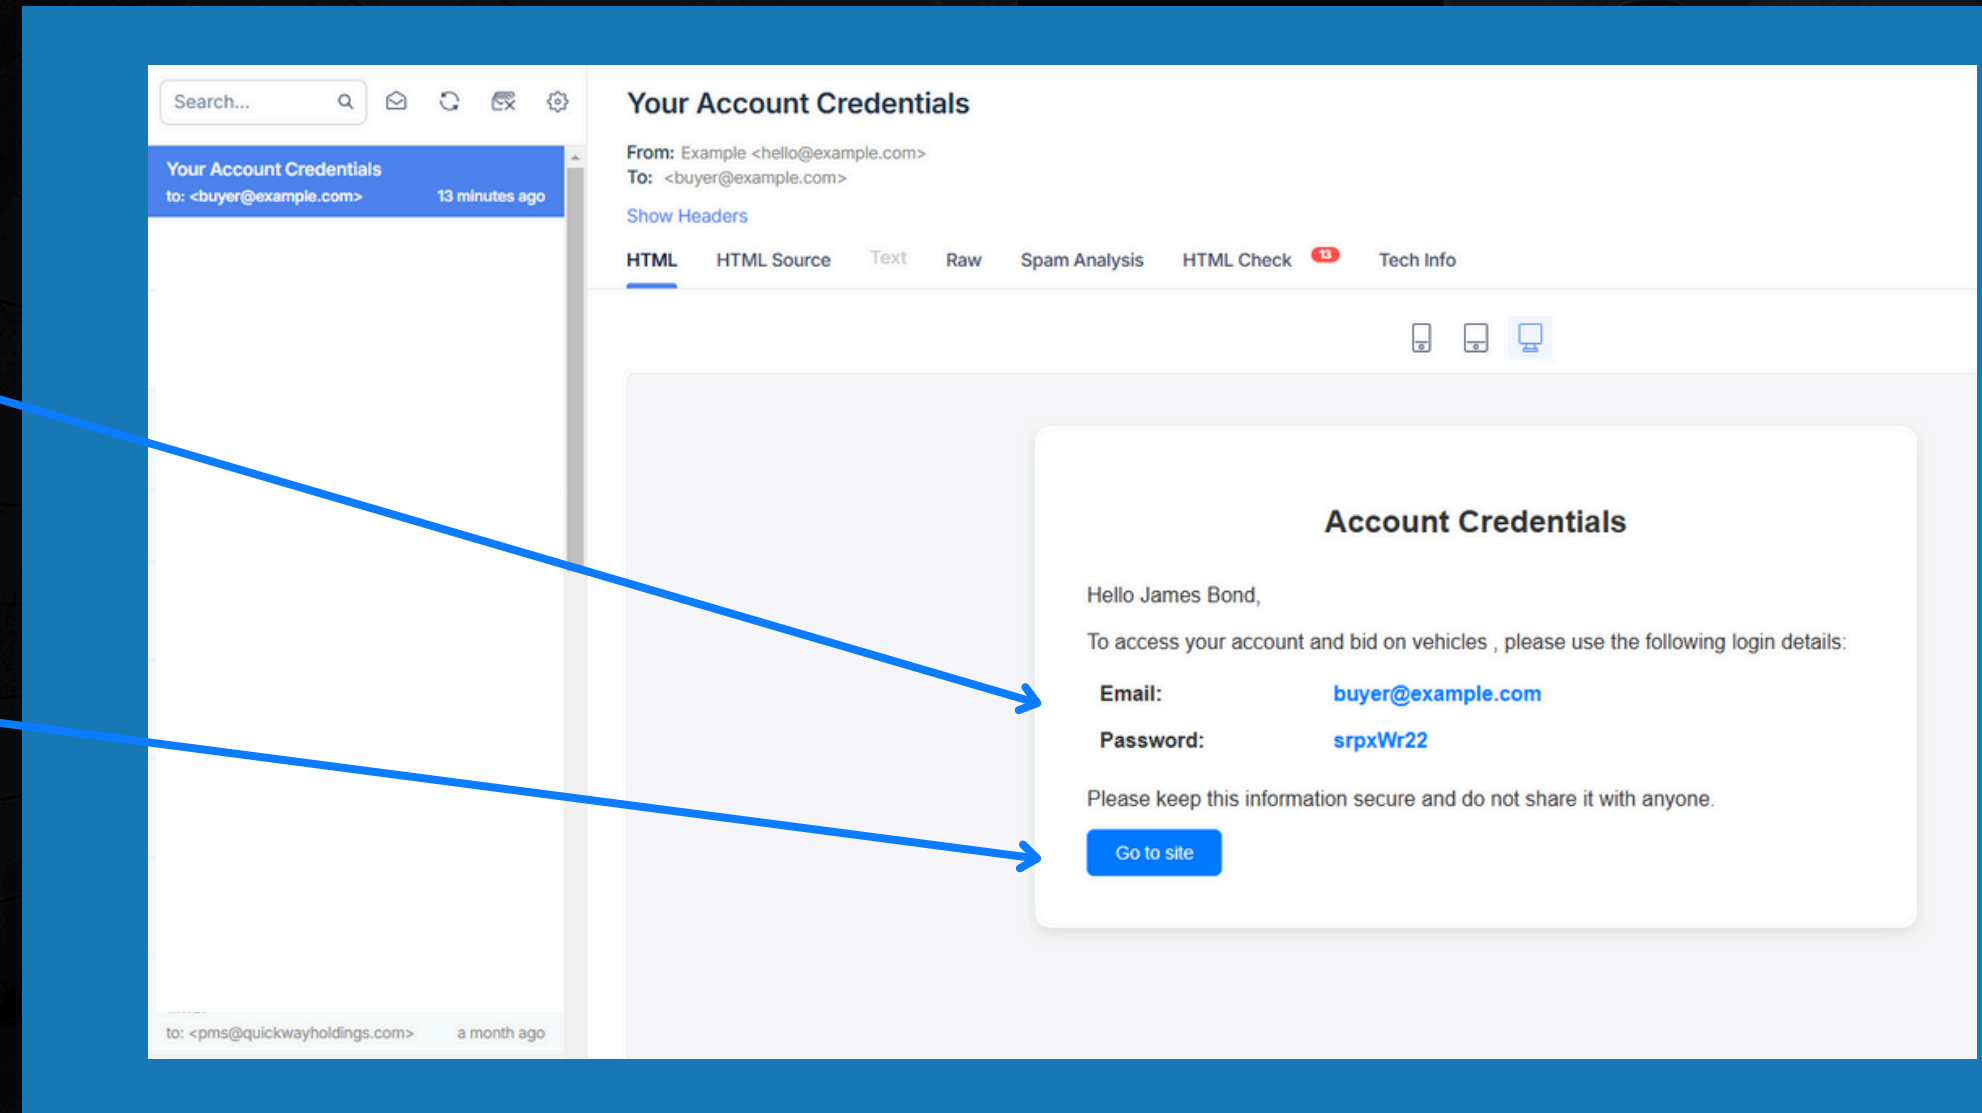 Search...
Your Account Credentials
to: <buyer@example.com> 13 minutes ago
to: <pms@quickwayholdings.com> a month ago
Your Account Credentials
From: Example <hello@example.com>
To: <buyer@example.com>
Show Headers
HTML HTML Source Text Raw Spam Analysis HTML Check 13 Tech Info
Account Credentials
Hello James Bond,
To access your account and bid on vehicles , please use the following login details:
Email: buyer@example.com
Password: srpxWr22
Please keep this information secure and do not share it with anyone.
Go to site